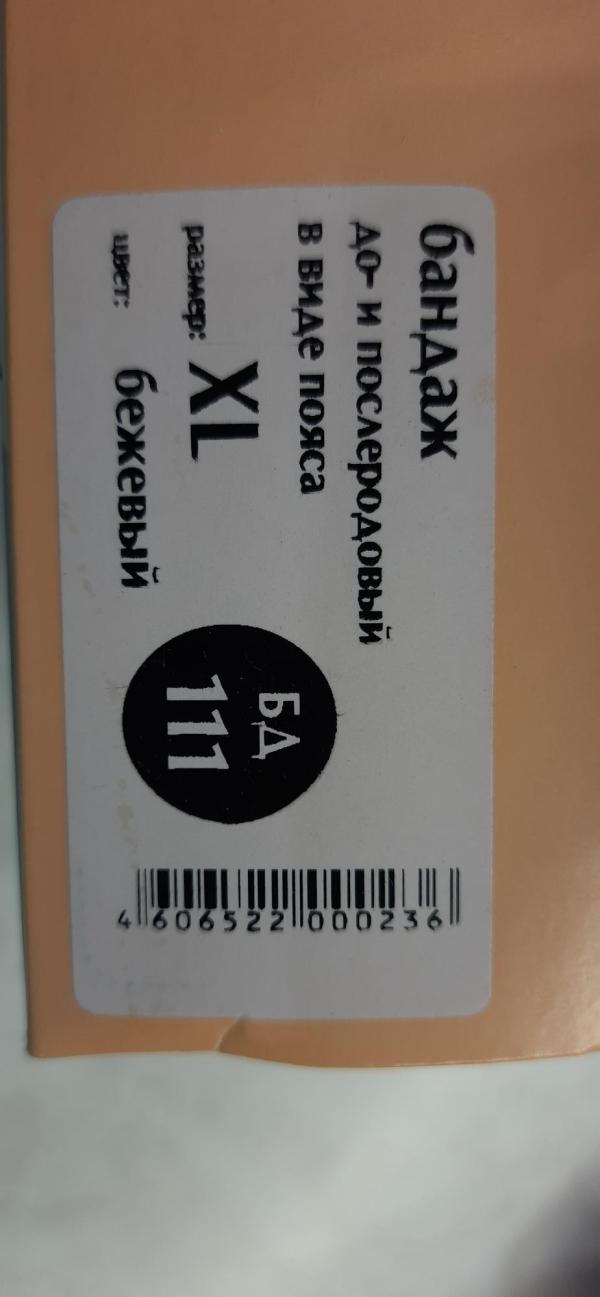 бандаж
до- и послеродовый
в виде пояса
размер: XL
цвет: бежевый
БД
111
4 606522 000236